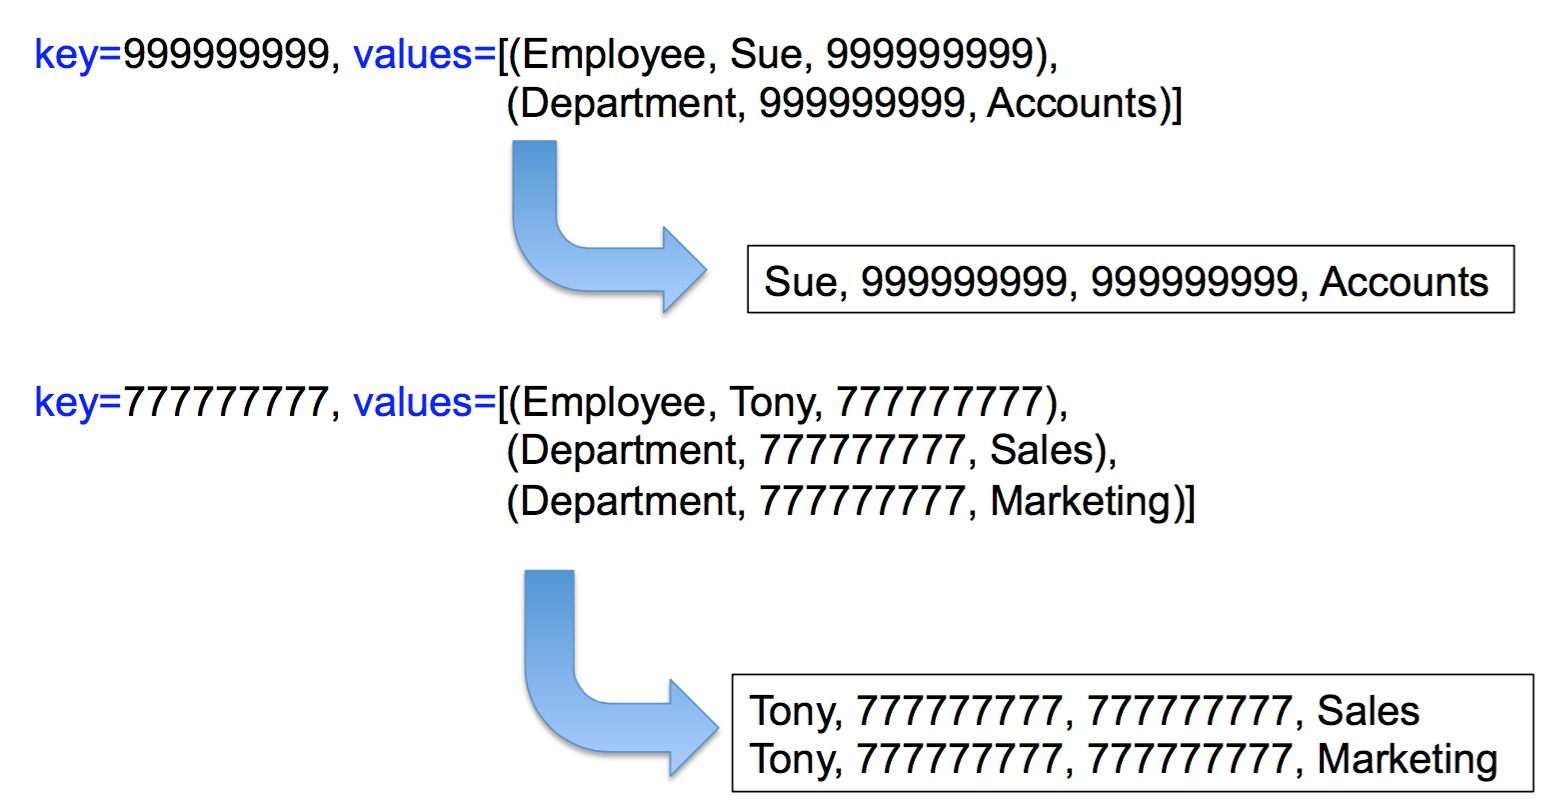 key=999999999, values=[(Employee, Sue, 999999999),
(Department, 999999999, Accounts)]
Sue, 999999999, 999999999, Accounts
key=777777777, values=[(Employee, Tony, 777777777),
(Department, 777777777, Sales),
(Department, 777777777, Marketing)]
Tony, 777777777, 777777777, Sales
Tony, 777777777, 777777777, Marketing